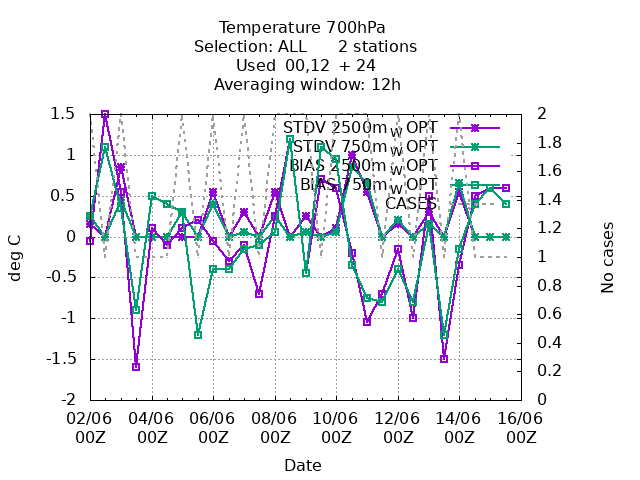 Temperature 700hPa
Selection: ALL 2 stations
Used 00,12 + 24
Averaging window: 12h
STDV 2500m W OPT
STDV 750m W OPT
BIAS 2500m W OPT
BIAS 750m W OPT
CASES
1.5
1
0.5
0
-0.5
-1
-1.5
-2
deg C
2
1.8
1.6
1.4
1.2
1
0.8
0.6
0.4
0.2
0
No cases
02/06 04/06 06/06 08/06 10/06 12/06 14/06 16/06
00Z 00Z 00Z 00Z 00Z 00Z 00Z 00Z
Date